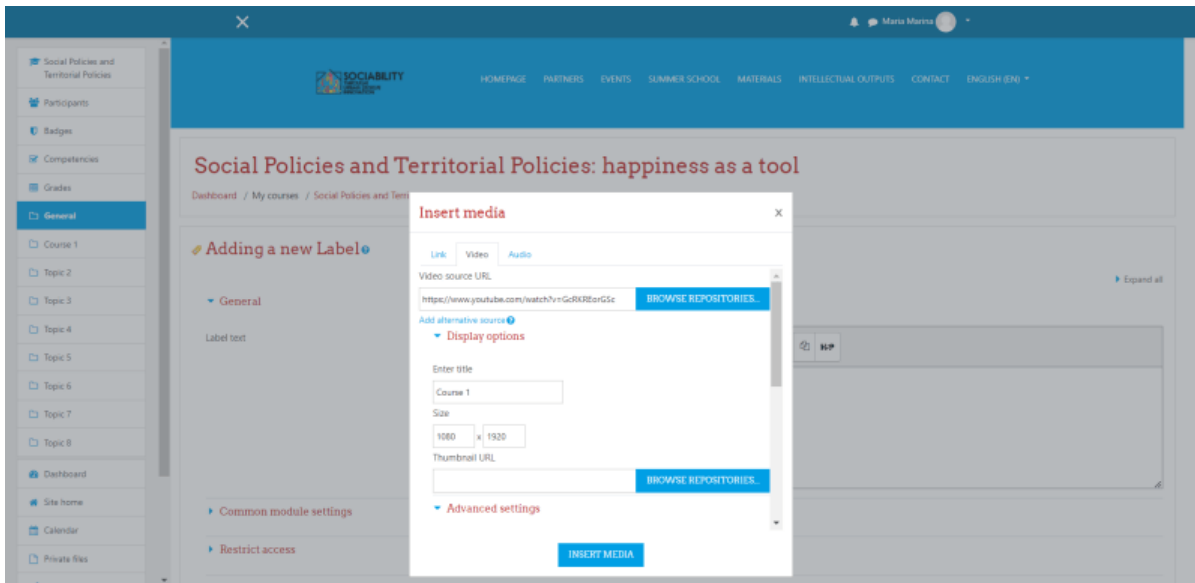 Maria Marina
Social Policies and
Territorial Policies
Participants
Badges
Competencies
Grades
General
Course 1
Topic 2
Topic 3
Topic 4
Topic 5
Topic 6
Topic 7
Topic 8
Dashboard
Site home
Calendar
Private files
SOCIABILITY
HOMEPAGE PARTNERS EVENTS SUMMER SCHOOL MATERIALS INTELLECTUAL OUTPUTS CONTACT ENGLISH (EN)
Social Policies and Territorial Policies: happiness as a tool
Dashboard / My courses / Social Policies and
Adding a new Label
Expand all
General
Label text
H-P
Common module settings
Restrict access
Insert media
x
Link Video Audio
Video source URL
https://www.youtube.com/watch?v=GcRKREorGSc BROWSE REPOSITORIES...
Add alternative source
Display options
Enter title
Course 1
Size
1080 x 1920
Thumbnail URL
BROWSE REPOSITORIES...
Advanced settings
INSERT MEDIA